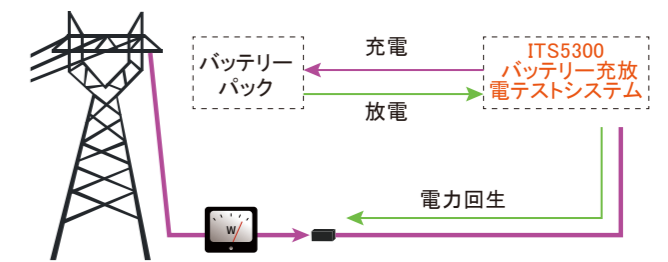 充電
バッテリー
パック
放電
ITS5300
バッテリー充放
電テストシステム
電力回生
W